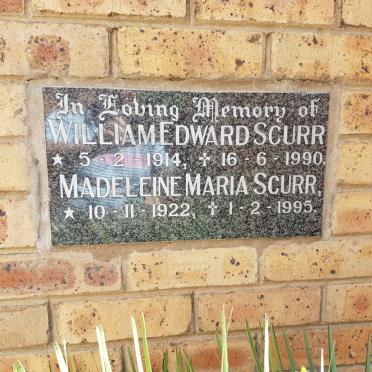 In Loving Memory of
WILLIAM EDWARD SCURR
★ 5-2-1914, ✝ 16-6-1990.
MADELEINE MARIA SCURR,
★ 10-11-1922, ✝ 1-2-1995.